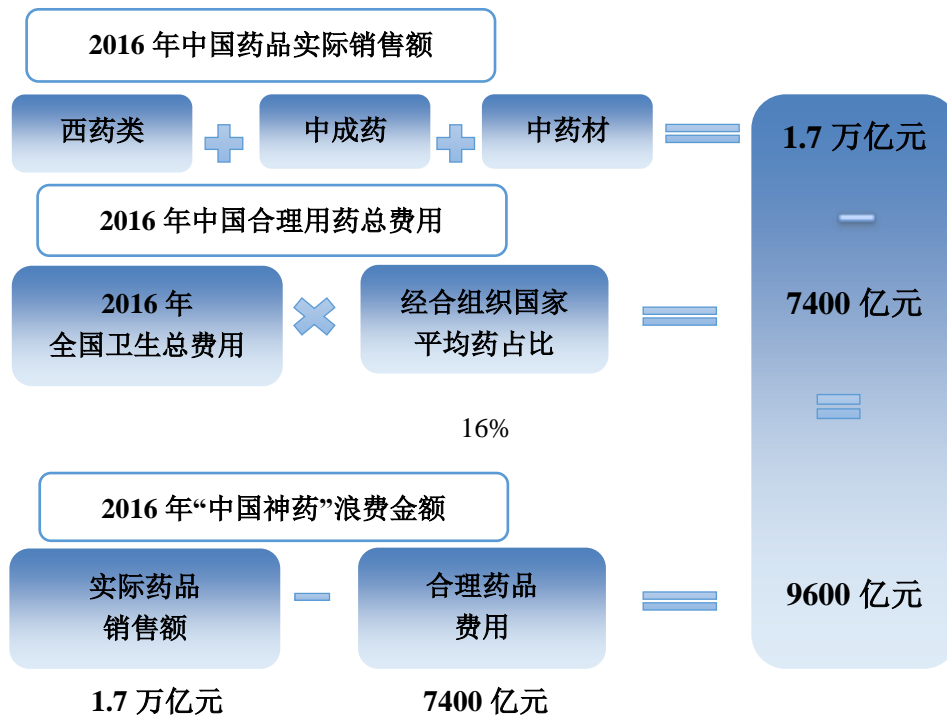 2016 年中国药品实际销售额
西药类
中成药
中药材
1.7 万亿元
2016 年中国合理用药总费用
2016 年
全国卫生总费用
经合组织国家
平均药占比
7400 亿元
16%
2016 年“中国神药”浪费金额
实际药品
销售额
合理药品
费用
9600 亿元
1.7 万亿元
7400 亿元